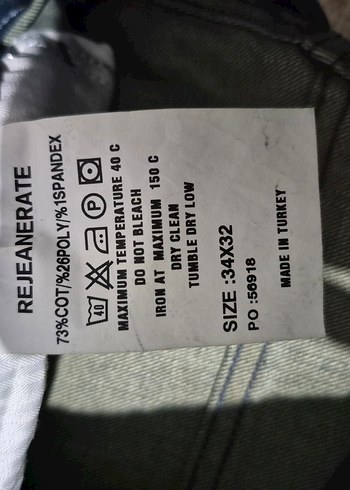 REJEANERATE
73%COT/%26POLY/%1SPANDEX
40 P
MAXIMUM TEMPERATURE 40 C
DO NOT BLEACH
IRON AT MAXIMUM 150 C
DRY CLEAN
TUMBLE DRY LOW
SIZE :34X32
PO :56918
MADE IN TURKEY